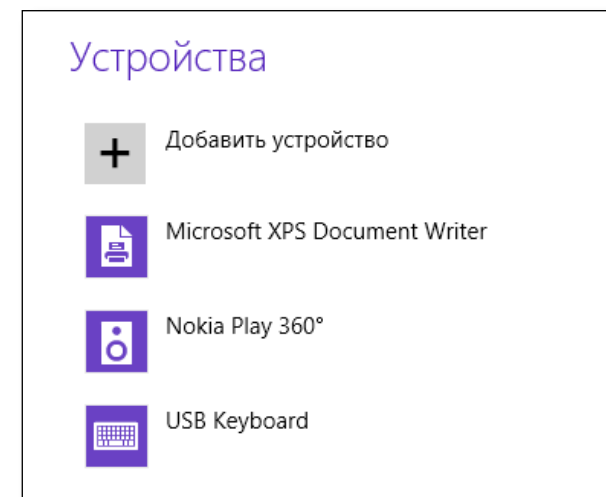 Устройства
Добавить устройство
Microsoft XPS Document Writer
Nokia Play 360°
USB Keyboard